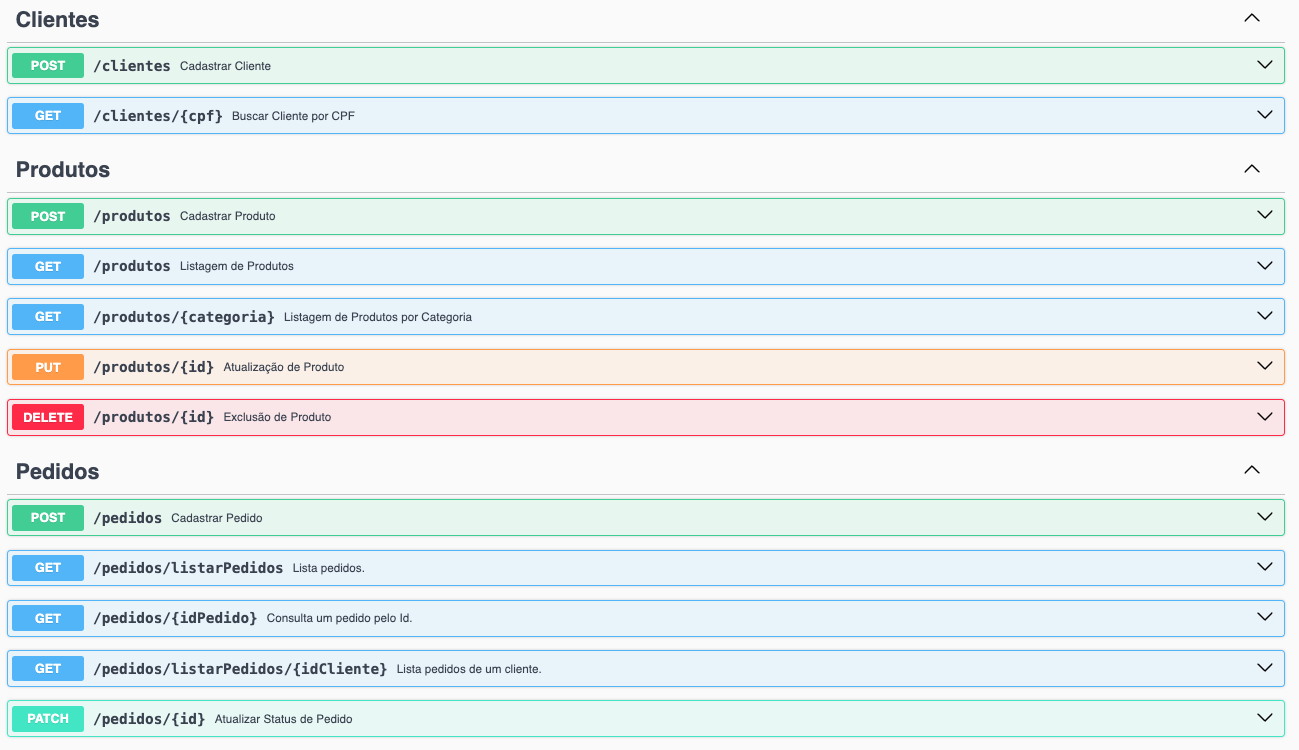 Clientes
POST /clientes Cadastrar Cliente
GET /clientes/{cpf} Buscar Cliente por CPF
Produtos
POST /produtos Cadastrar Produto
GET /produtos Listagem de Produtos
GET /produtos/{categoria} Listagem de Produtos por Categoria
PUT /produtos/{id} Atualização de Produto
DELETE /produtos/{id} Exclusão de Produto
Pedidos
POST /pedidos Cadastrar Pedido
GET /pedidos/listarPedidos Lista pedidos.
GET /pedidos/{idPedido} Consulta um pedido pelo Id.
GET /pedidos/listarPedidos/{idCliente} Lista pedidos de um cliente.
PATCH /pedidos/{id} Atualizar Status de Pedido